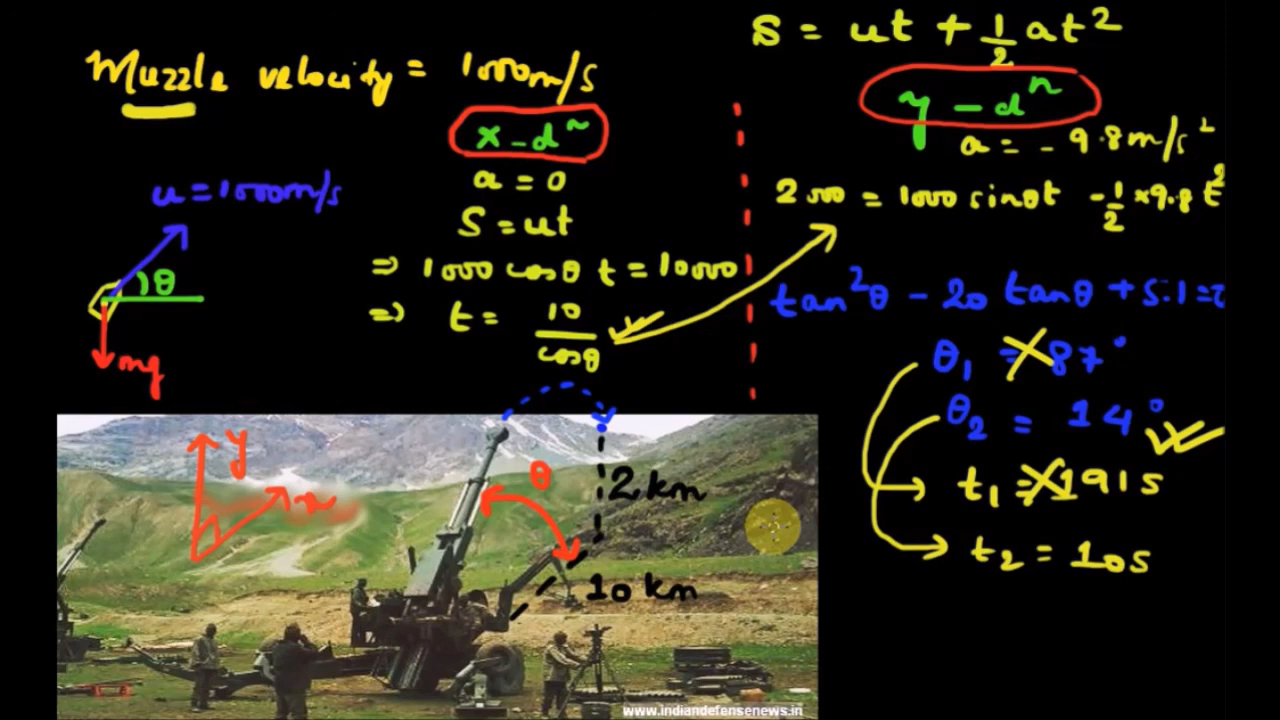 Muzzle velocity = 1000m/s
u = 1000m/s
θ
mg
x - dⁿ
a = 0
S = ut
⇒ 1000 cosθ t = 10000
⇒ t = 10/cosθ
S = ut + 1/2 at²
y - dⁿ
a = - 9.8m/s²
2000 = 1000 sinθt - 1/2 ×9.8 t²
tan²θ - 20 tanθ + 5.1 =
θ₁ = 87°
θ₂ = 14°
t₁ = 191s
t₂ = 10s
y
x
θ
2 km
10 km
www.indiandefensenews.in